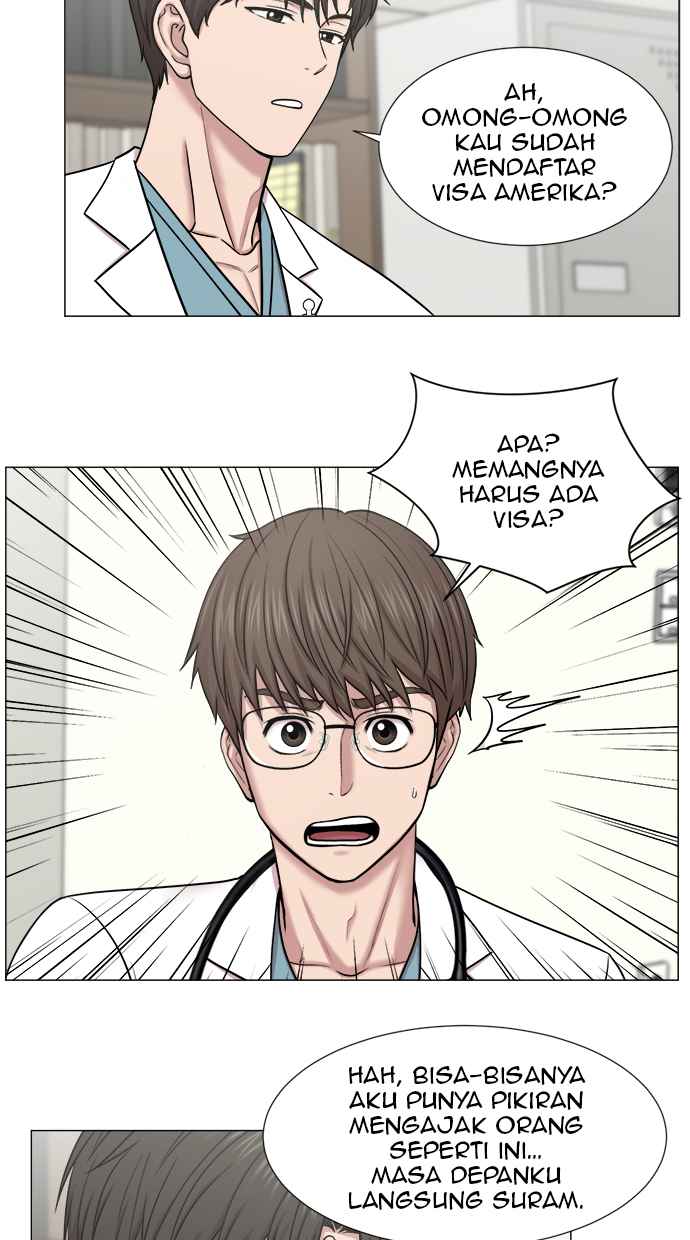 AH,
OMONG-OMONG
KAU SUDAH
MENDAFTAR
VISA AMERIKA?
APA?
MEMANGNYA
HARUS ADA
VISA?
HAH, BISA-BISANYA
AKU PUNYA PIKIRAN
MENGAJAK ORANG
SEPERTI INI...
MASA DEPANKU
LANGSUNG SURAM.